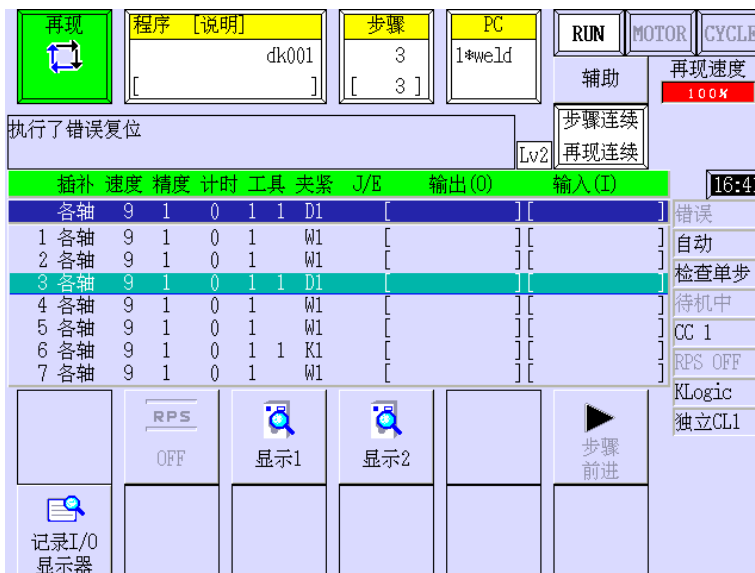 再现 程序 [说明] 步骤 PC RUN MOTOR CYCLE
dk001 3 1*weld
[ ] [ 3 ] 辅助 再现速度
100%
执行了错误复位 步骤连续
Lv2 再现连续
插补 速度 精度 计时 工具 夹紧 J/E 输出(O) 输入(I) 16:41
各轴 9 1 0 1 1 D1 [ ] [ ] 错误
1 各轴 9 1 0 1 W1 [ ] [ ] 自动
2 各轴 9 1 0 1 W1 [ ] [ ]
3 各轴 9 1 0 1 1 D1 [ ] [ ] 检查单步
4 各轴 9 1 0 1 W1 [ ] [ ] 待机中
5 各轴 9 1 0 1 W1 [ ] [ ] CC 1
6 各轴 9 1 0 1 1 K1 [ ] [ ] RPS OFF
7 各轴 9 1 0 1 W1 [ ] [ ]
KLogic
独立CL1
RPS
OFF 显示1 显示2 步骤
前进
记录I/O
显示器